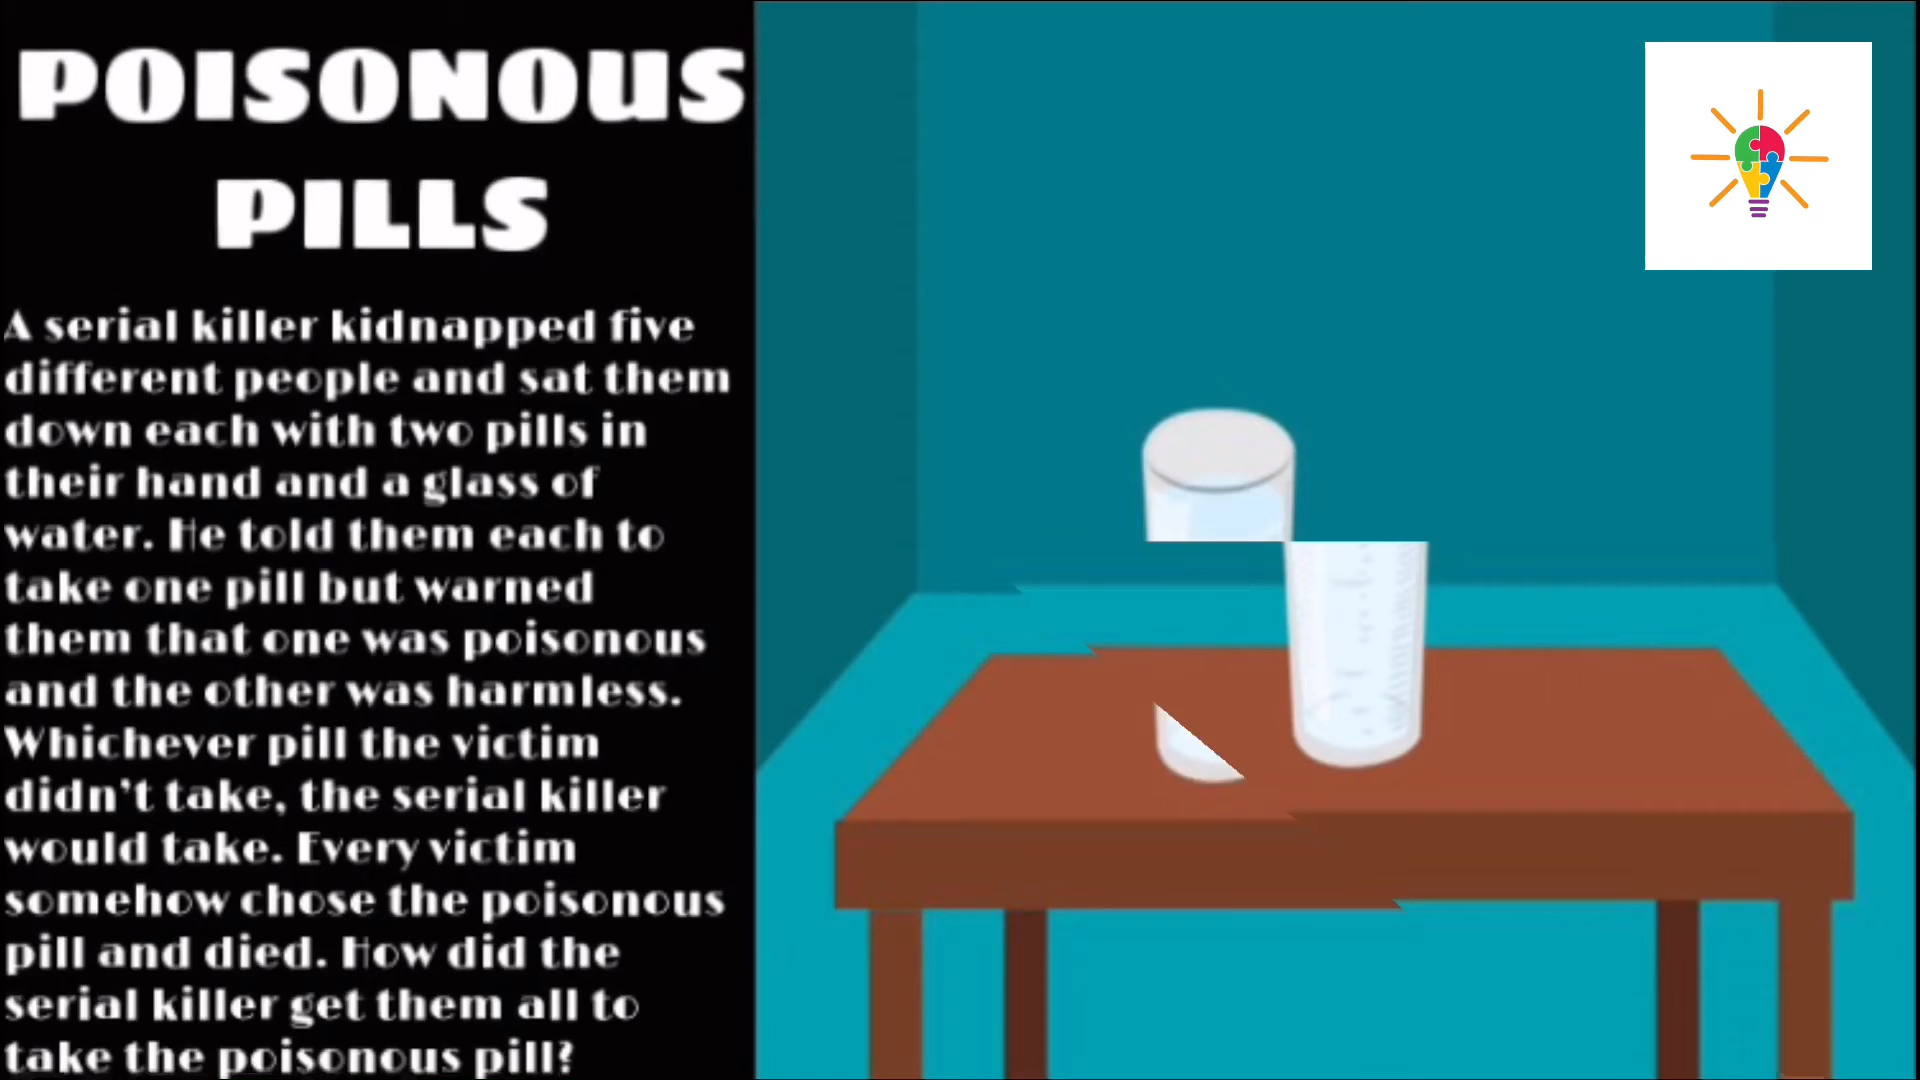 POISONOUS
PILLS
A serial killer kidnapped five
different people and sat them
down each with two pills in
their hand and a glass of
water. He told them each to
take one pill but warned
them that one was poisonous
and the other was harmless.
Whichever pill the victim
didn't take, the serial killer
would take. Every victim
somehow chose the poisonous
pill and died. How did the
serial killer get them all to
take the poisonous pill?